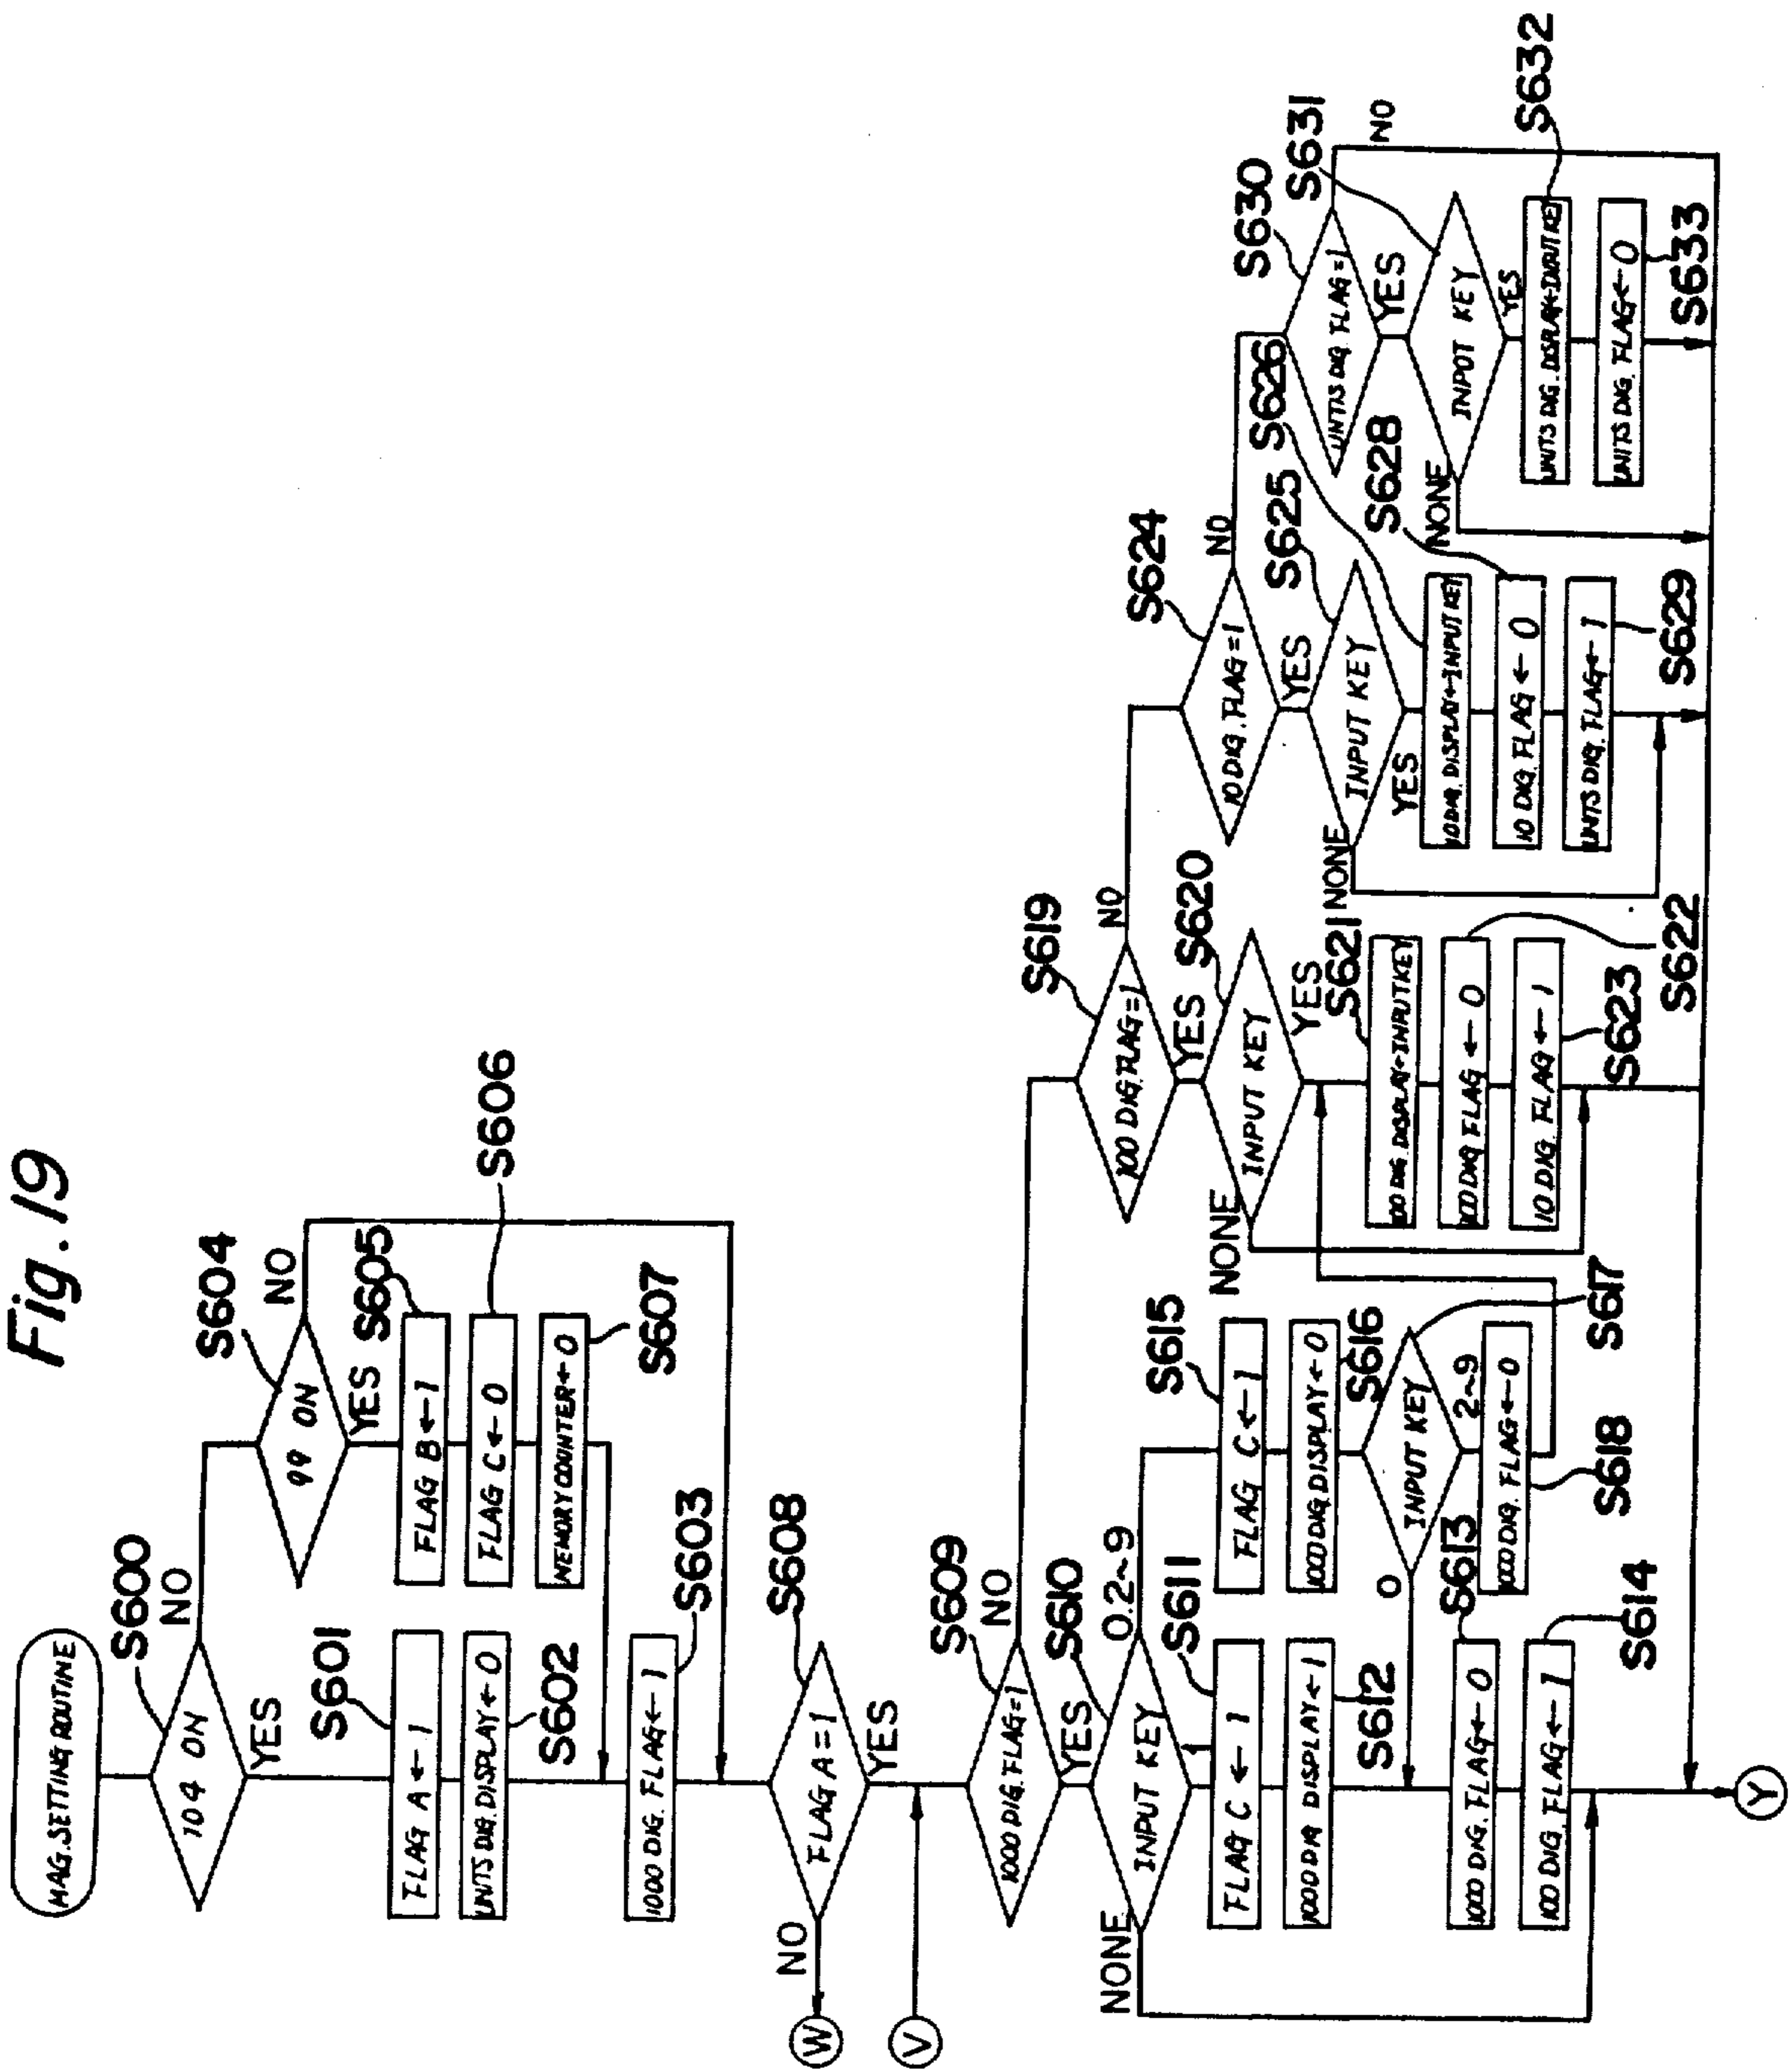 Fig. 19
MAG. SETTING ROUTINE
S600
104 ON
NO
YES
S601
FLAG A ← 1
UNITS DIG. DISPLAY ← 0
S602
S604
99 ON
NO
YES
S605
FLAG B ← 1
FLAG C ← 0
S606
MEMORY COUNTER ← 0
S607
1000 DIG. FLAG ← 1
S603
S608
FLAG A = 1
NO
W
YES
V
S609
1000 DIG. FLAG = 1
NO
YES
S610
INPUT KEY
NONE
0.2~9
1
S611
FLAG C ← 1
1000 DIG DISPLAY ← 1
S612
S613
1000 DIG. FLAG ← 0
100 DIG. FLAG ← 1
S614
S615
FLAG C ← 1
1000 DIG DISPLAY ← 0
S616
INPUT KEY
S617
0
2~9
1000 DIG. FLAG ← 0
S618
S619
100 DIG. FLAG = 1
NO
YES
S620
INPUT KEY
NONE
YES
S621
100 DIG. DISPLAY ← INPUT KEY
100 DIG FLAG ← 0
S622
10 DIG. FLAG ← 1
S623
S624
10 DIG. FLAG = 1
NO
YES
S625
INPUT KEY
NONE
YES
S626
10 DIG. DISPLAY ← INPUT KEY
S628
10 DIG. FLAG ← 0
UNITS DIG. FLAG ← 1
S629
S630
UNITS DIG. FLAG = 1
NO
YES
S631
INPOT KEY
NONE
YES
S632
UNITS DIG. DISPLAY ← INPUT KEY
UNITS DIG. FLAG ← 0
S633
Y